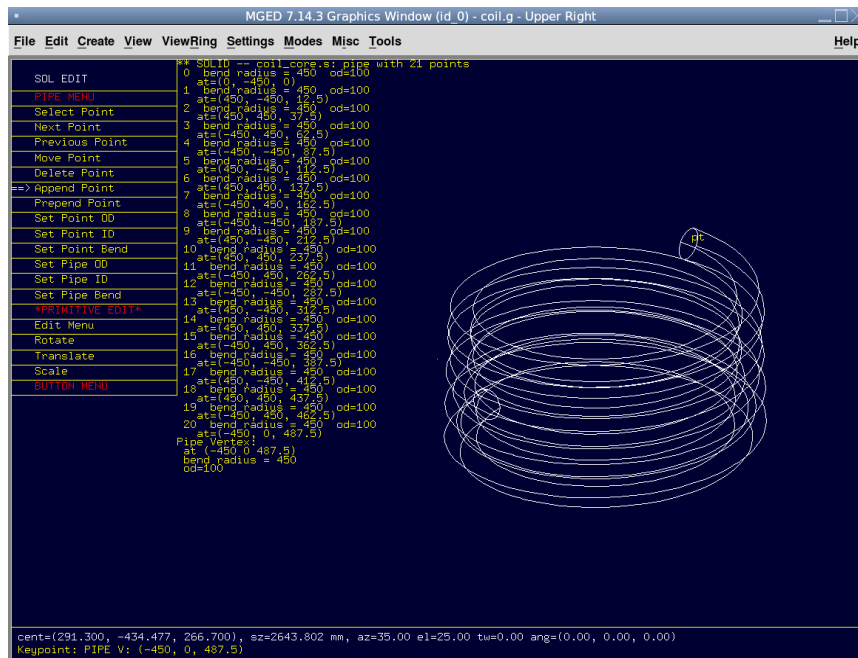 MGED 7.14.3 Graphics Window (id_0) - coil.g - Upper Right
File Edit Create View ViewRing Settings Modes Misc Tools Help
SOL EDIT
PIPE MENU
Select Point
Next Point
Previous Point
Move Point
Delete Point
==> Append Point
Prepend Point
Set Point OD
Set Point ID
Set Point Bend
Set Pipe OD
Set Pipe ID
Set Pipe Bend
*PRIMITIVE EDIT*
Edit Menu
Rotate
Translate
Scale
BUTTON MENU
** SOLID -- coil_core.s: pipe with 21 points
0 bend radius = 450 od=100
at=(0, -450, 0)
1 bend radius = 450 od=100
at=(450, -450, 12.5)
2 bend radius = 450 od=100
at=(450, 450, 37.5)
3 bend radius = 450 od=100
at=(-450, 450, 62.5)
4 bend radius = 450 od=100
at=(-450, -450, 87.5)
5 bend radius = 450 od=100
at=(450, -450, 112.5)
6 bend radius = 450 od=100
at=(450, 450, 137.5)
7 bend radius = 450 od=100
at=(-450, 450, 162.5)
8 bend radius = 450 od=100
at=(-450, -450, 187.5)
9 bend radius = 450 od=100
at=(450, -450, 212.5)
10 bend radius = 450 od=100
at=(450, 450, 237.5)
11 bend radius = 450 od=100
at=(-450, 450, 262.5)
12 bend radius = 450 od=100
at=(-450, -450, 287.5)
13 bend radius = 450 od=100
at=(450, -450, 312.5)
14 bend radius = 450 od=100
at=(450, 450, 337.5)
15 bend radius = 450 od=100
at=(-450, 450, 362.5)
16 bend radius = 450 od=100
at=(-450, -450, 387.5)
17 bend radius = 450 od=100
at=(450, -450, 412.5)
18 bend radius = 450 od=100
at=(450, 450, 437.5)
19 bend radius = 450 od=100
at=(-450, 450, 462.5)
20 bend radius = 450 od=100
at=(-450, 0, 487.5)
Pipe Vertex:
at (-450 0 487.5)
bend radius = 450
od=100
pt
cent=(291.300, -434.477, 266.700), sz=2643.802 mm, az=35.00 el=25.00 tw=0.00 ang=(0.00, 0.00, 0.00)
Keypoint: PIPE V: (-450, 0, 487.5)